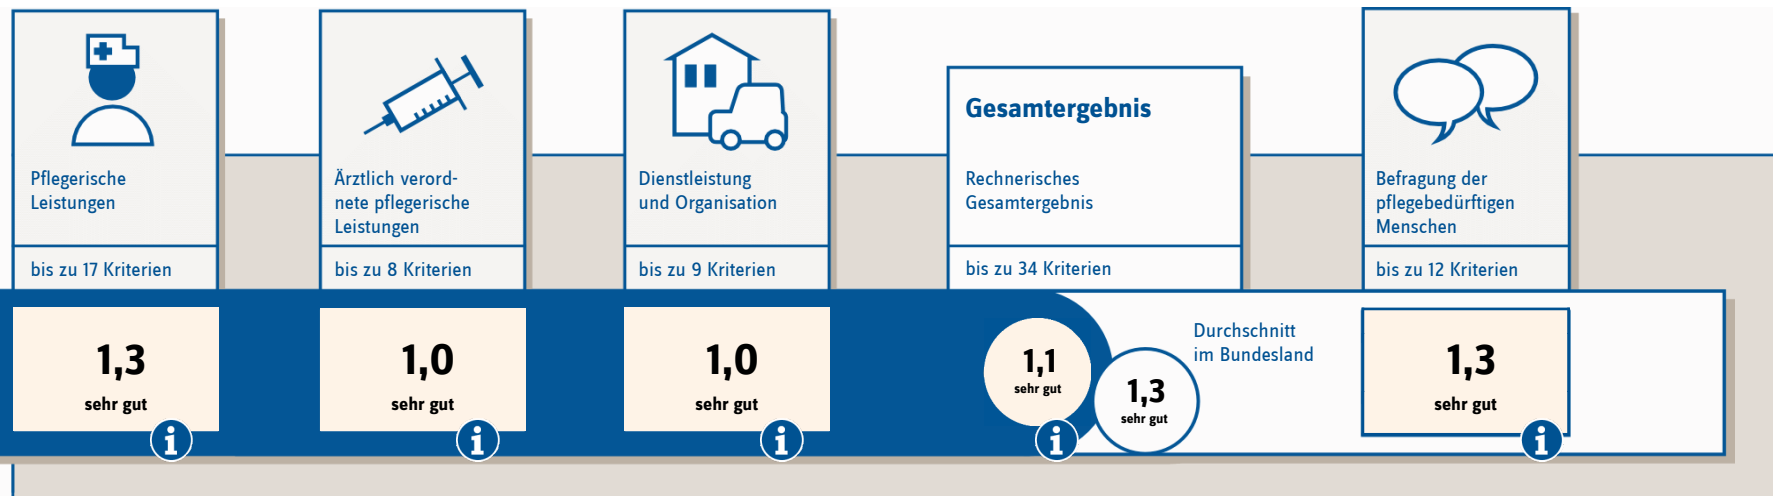 Pflegerische
Leistungen
bis zu 17 Kriterien
1,3
sehr gut
i
Ärztlich verord-
nete pflegerische
Leistungen
bis zu 8 Kriterien
1,0
sehr gut
i
Dienstleistung
und Organisation
bis zu 9 Kriterien
1,0
sehr gut
i
Gesamtergebnis
Rechnerisches
Gesamtergebnis
bis zu 34 Kriterien
1,1
sehr gut
i
1,3
sehr gut
Durchschnitt
im Bundesland
Befragung der
pflegebedürftigen
Menschen
bis zu 12 Kriterien
1,3
sehr gut
i